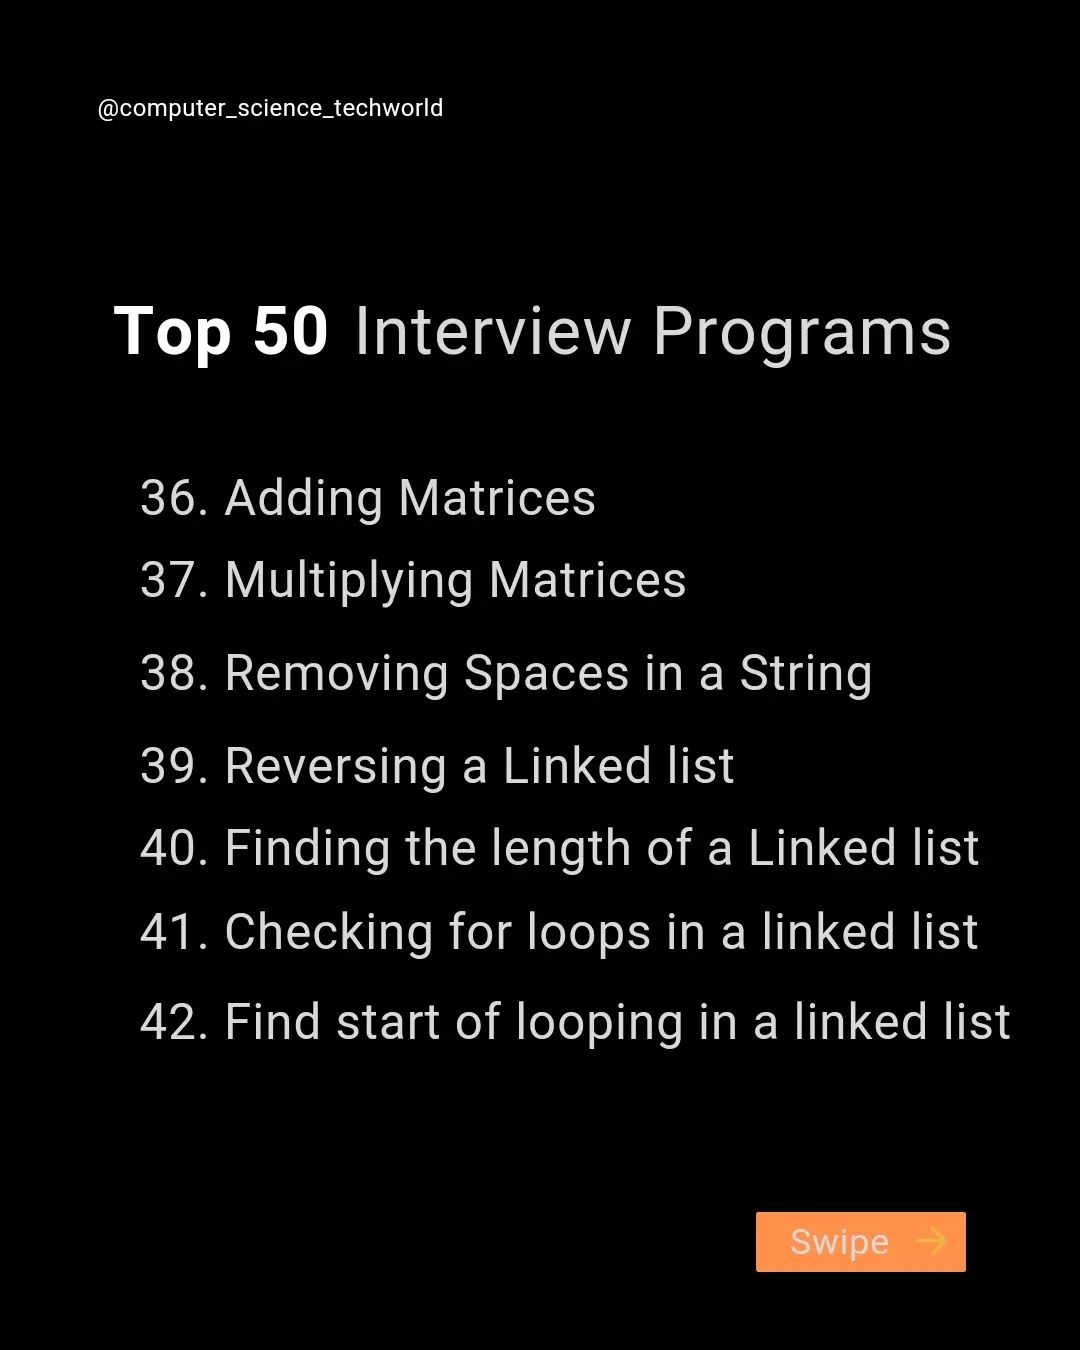 @computer_science_techworld
Top 50 Interview Programs
36. Adding Matrices
37. Multiplying Matrices
38. Removing Spaces in a String
39. Reversing a Linked list
40. Finding the length of a Linked list
41. Checking for loops in a linked list
42. Find start of looping in a linked list
Swipe →